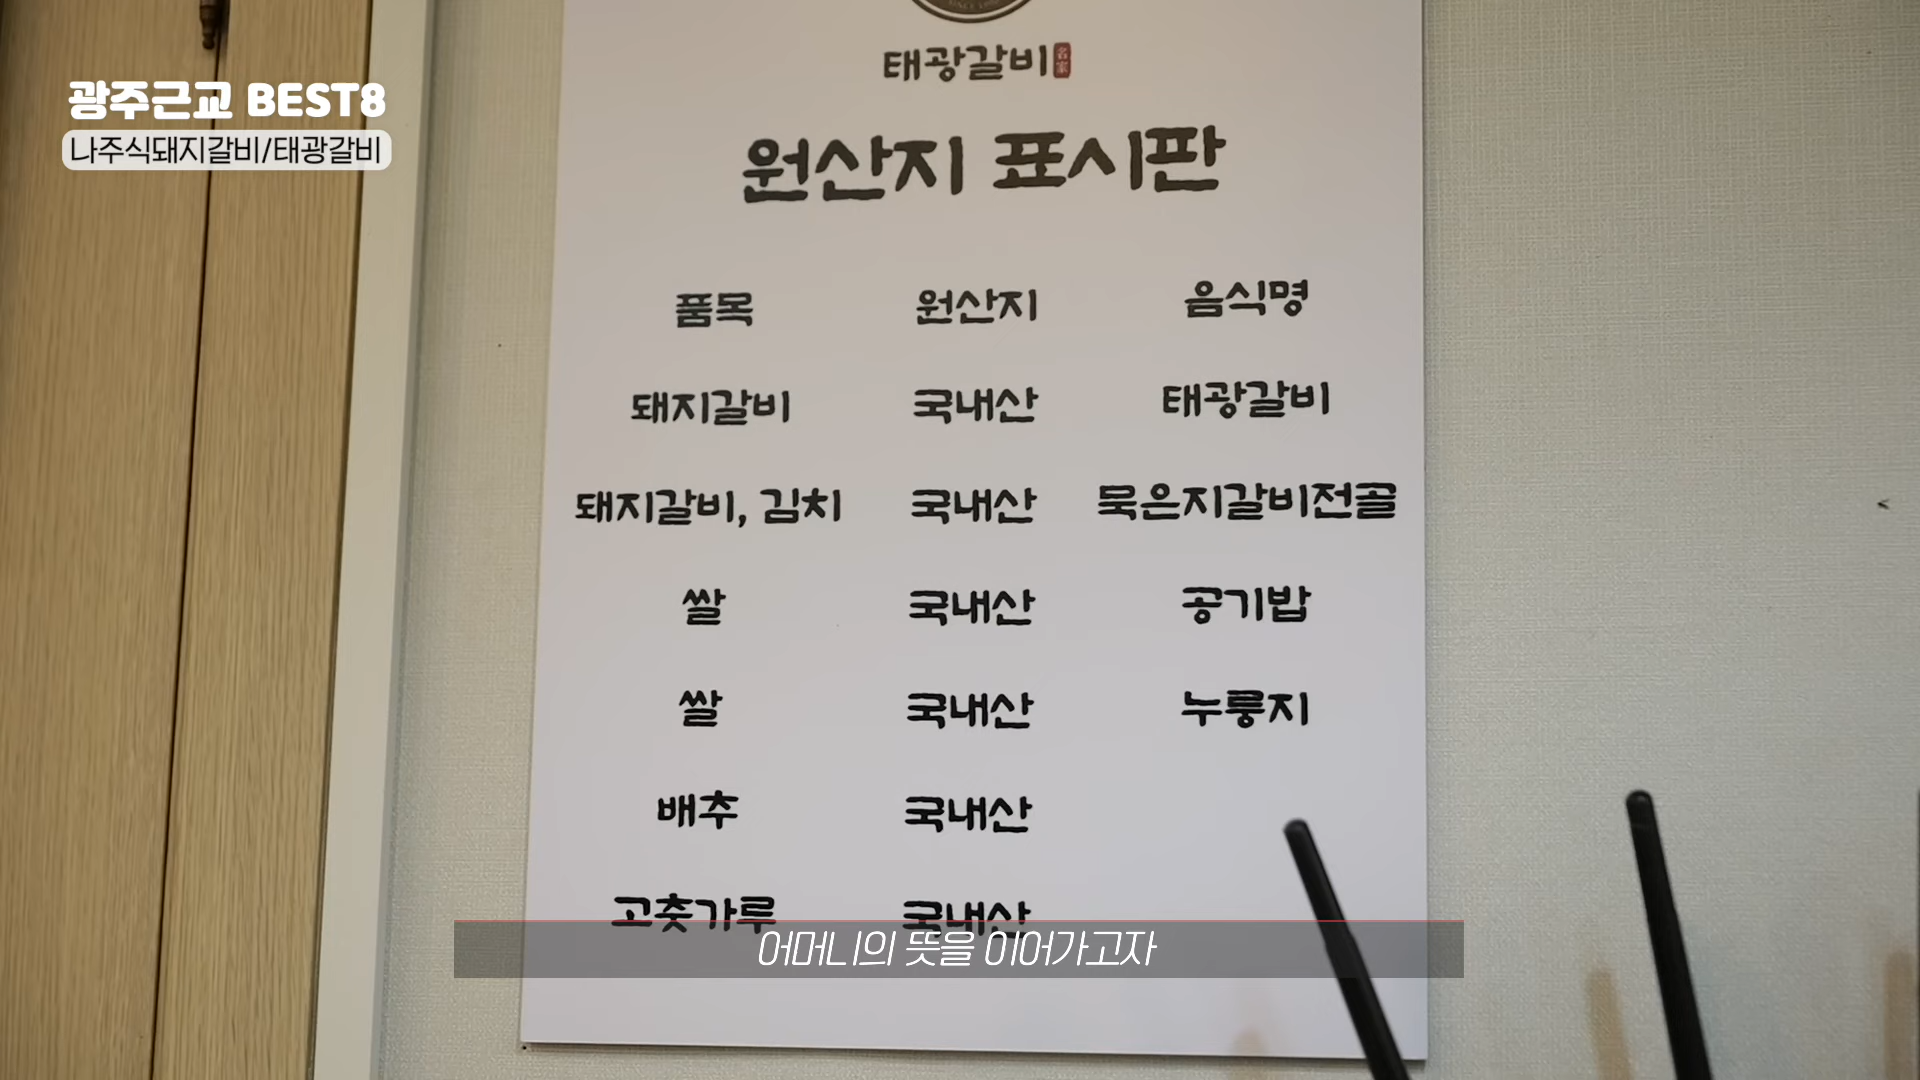 광주근교 BEST8
나주식돼지갈비/태광갈비
태광갈비 名家
원산지 표시판
품목 원산지 음식명
돼지갈비 국내산 태광갈비
돼지갈비, 김치 국내산 묵은지갈비전골
쌀 국내산 공기밥
쌀 국내산 누룽지
배추 국내산
고춧가루 국내산
어머니의 뜻을 이어가고자